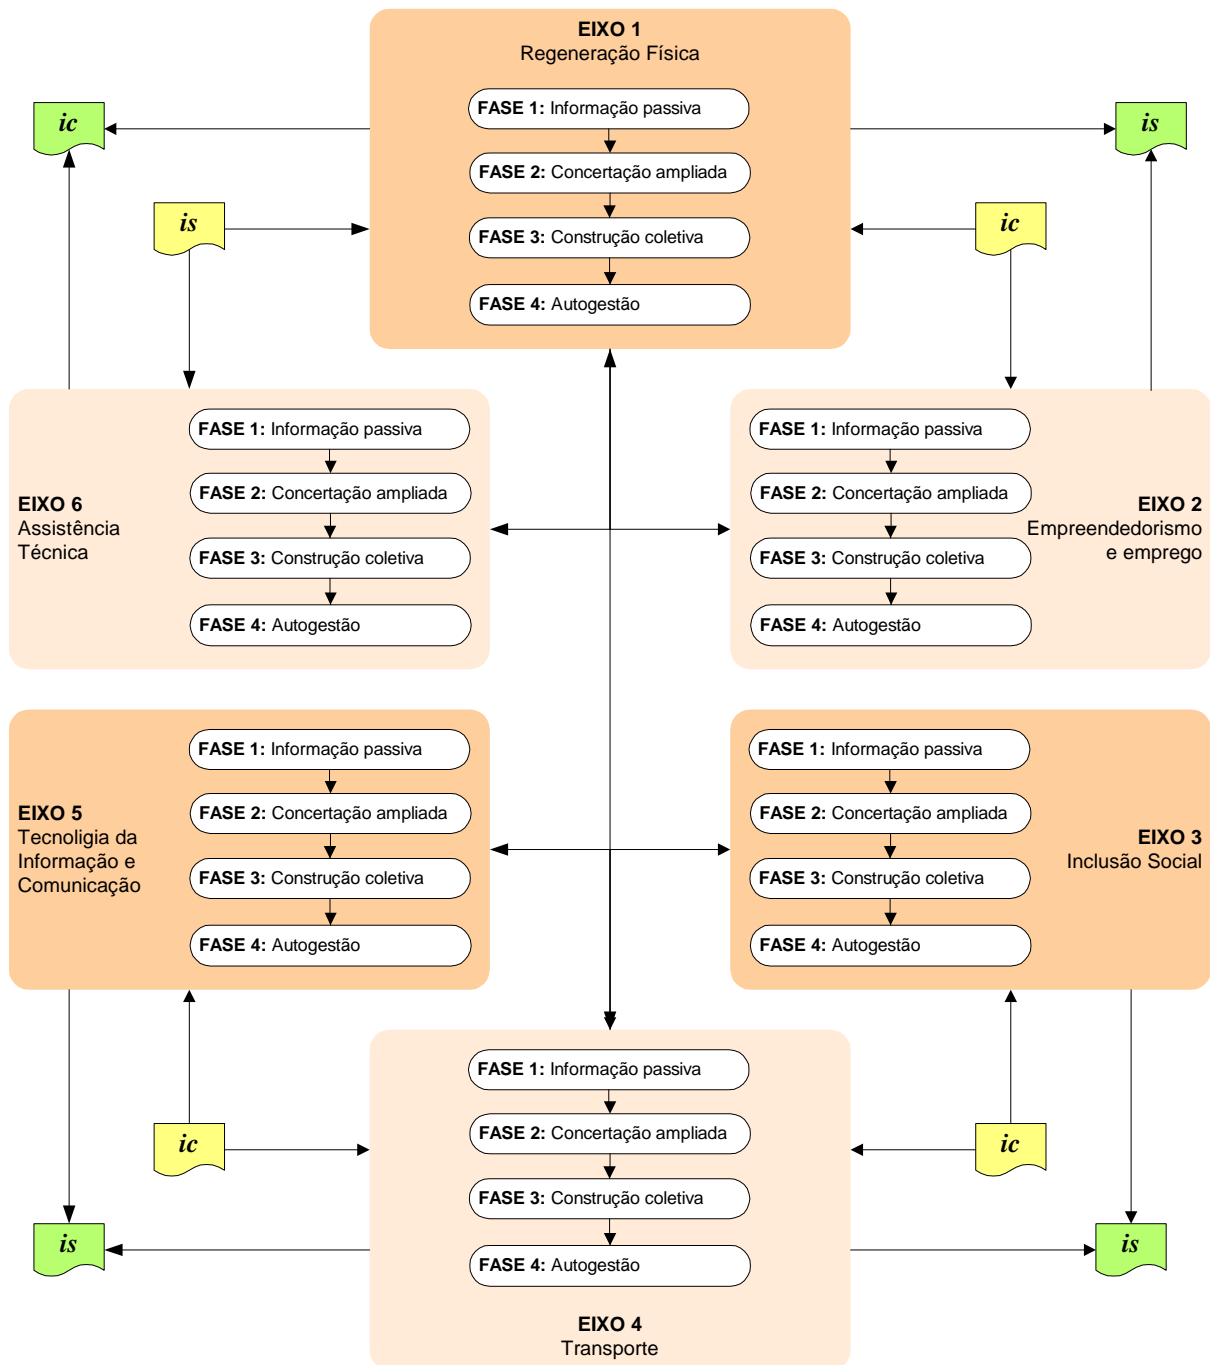 EIXO 1
Regeneração Física
FASE 1: Informação passiva
FASE 2: Concertação ampliada
FASE 3: Construção coletiva
FASE 4: Autogestão
ic
is
is
ic
EIXO 6
Assistência
Técnica
FASE 1: Informação passiva
FASE 2: Concertação ampliada
FASE 3: Construção coletiva
FASE 4: Autogestão
FASE 1: Informação passiva
FASE 2: Concertação ampliada
FASE 3: Construção coletiva
FASE 4: Autogestão
EIXO 2
Empreendedorismo
e emprego
EIXO 5
Tecnoligia da
Informação e
Comunicação
FASE 1: Informação passiva
FASE 2: Concertação ampliada
FASE 3: Construção coletiva
FASE 4: Autogestão
FASE 1: Informação passiva
FASE 2: Concertação ampliada
FASE 3: Construção coletiva
FASE 4: Autogestão
EIXO 3
Inclusão Social
FASE 1: Informação passiva
FASE 2: Concertação ampliada
FASE 3: Construção coletiva
FASE 4: Autogestão
ic
ic
is
is
EIXO 4
Transporte